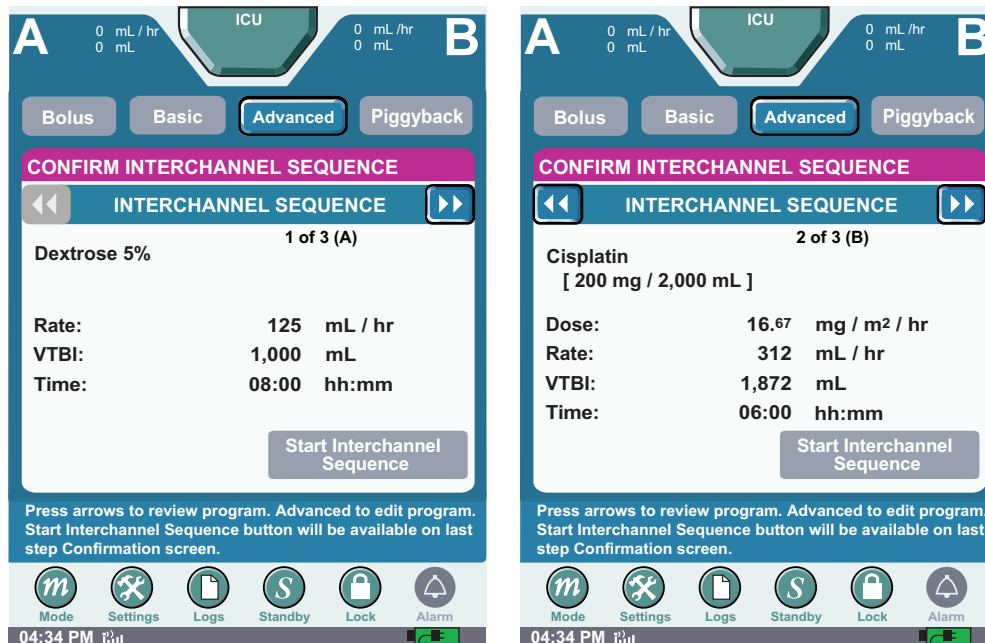 A
0 mL / hr
0 mL
ICU
0 mL /hr
0 mL
B
Bolus
Basic
Advanced
Piggyback
CONFIRM INTERCHANNEL SEQUENCE
INTERCHANNEL SEQUENCE
1 of 3 (A)
Dextrose 5%
Rate: 125 mL / hr
VTBI: 1,000 mL
Time: 08:00 hh:mm
Start Interchannel
Sequence
Press arrows to review program. Advanced to edit program.
Start Interchannel Sequence button will be available on last
step Confirmation screen.
m
S
Mode Settings Logs Standby Lock Alarm
04:34 PM
A
0 mL / hr
0 mL
ICU
0 mL /hr
0 mL
B
Bolus
Basic
Advanced
Piggyback
CONFIRM INTERCHANNEL SEQUENCE
INTERCHANNEL SEQUENCE
2 of 3 (B)
Cisplatin
[ 200 mg / 2,000 mL ]
Dose: 16.67 mg / m2 / hr
Rate: 312 mL / hr
VTBI: 1,872 mL
Time: 06:00 hh:mm
Start Interchannel
Sequence
Press arrows to review program. Advanced to edit program.
Start Interchannel Sequence button will be available on last
step Confirmation screen.
m
S
Mode Settings Logs Standby Lock Alarm
04:34 PM